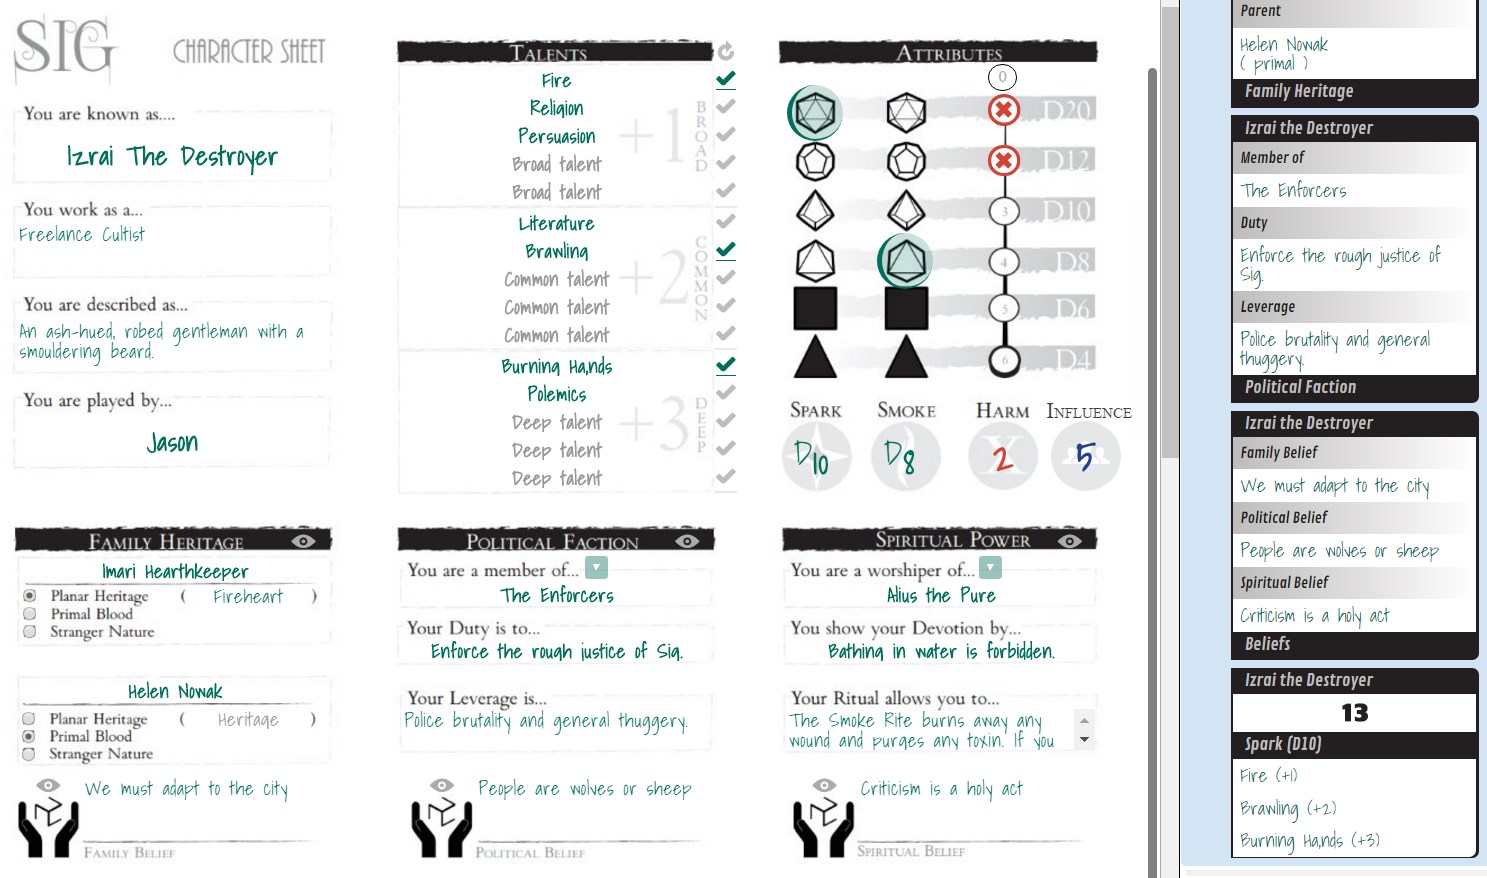 SIG
CHARACTER SHEET
You are known as....
Izrai The Destroyer
You work as a...
Freelance Cultist
You are described as...
An ash-hued, robed gentleman with a
smouldering beard.
You are played by...
Jason
TALENTS
Fire
Religion
Persuasion
Broad talent
Broad talent
+1 BROAD
Literature
Brawling
Common talent
Common talent
Common talent
+2 COMMON
Burning Ha,nds
Polemics
Deep talent
Deep talent
Deep talent
+3 DEEP
ATTRIBUTES
0
D20
D12
3 D10
4 D8
5 D6
6 D4
SPARK SMOKE HARM INFLUENCE
D10 D8 2 5
FAMILY HERITAGE
Imari Hearthkeeper
Planar Heritage ( Fireheart )
Primal Blood
Stranger Nature
Helen Nowak
Planar Heritage ( Heritage )
Primal Blood
Stranger Nature
We must adapt to the city
FAMILY BELIEF
POLITICAL FACTION
You are a member of...
The Enforcers
Your Duty is to...
Enforce the rough justice of Sig.
Your Leverage is...
Police brutality and general thuggery.
People are wolves or sheep
POLITICAL BELIEF
SPIRITUAL POWER
You are a worshiper of...
Alius the Pure
You show your Devotion by...
Bathing in water is forbidden.
Your Ritual allows you to...
The Smoke Rite burns away any
wound and purges any toxin. If you
Criticism is a holy act
SPIRITUAL BELIEF
Parent
Helen Nowak
( primal )
Family Heritage
Izrai the Destroyer
Member of
The Enforcers
Duty
Enforce the rough justice of
Sig.
Leverage
Police brutality and general
thuggery.
Political Faction
Izrai the Destroyer
Family Belief
We must adapt to the city
Political Belief
People are wolves or sheep
Spiritual Belief
Criticism is a holy act
Beliefs
Izrai the Destroyer
13
Spark (D10)
Fire (+1)
Brawling (+2)
Burning Ha,nds (+3)